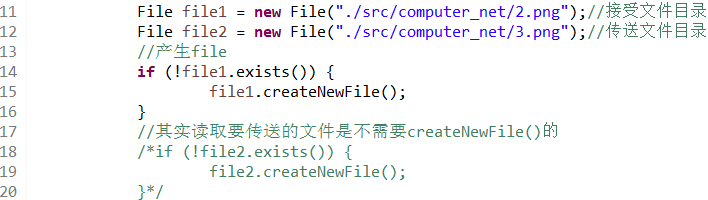 11 File file1 = new File("./src/computer_net/2.png");//接受文件目录
12 File file2 = new File("./src/computer_net/3.png");//传送文件目录
13 //产生file
14 if (!file1.exists()) {
15 file1.createNewFile();
16 }
17 //其实读取要传送的文件是不需要createNewFile()的
18 /*if (!file2.exists()) {
19 file2.createNewFile();
20 }*/